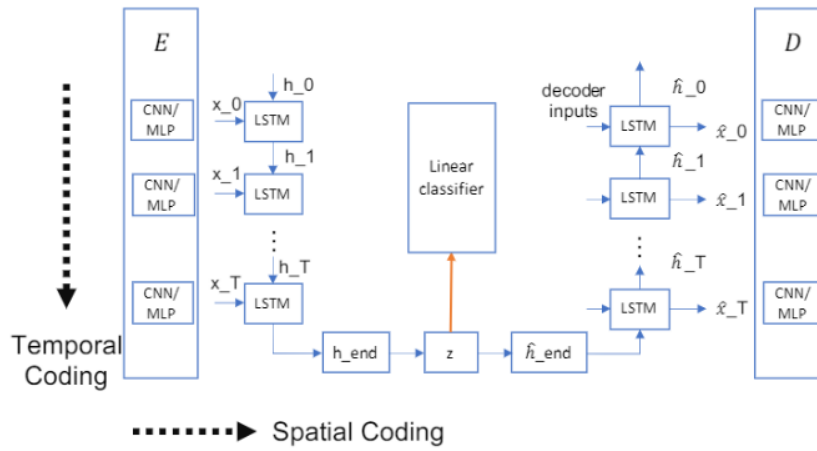 E
CNN/
MLP
CNN/
MLP
⋮
CNN/
MLP
x_0
h_0
LSTM
h_1
x_1
LSTM
h_T
x_T
LSTM
h_end
z
ĥ_end
Linear
classifier
decoder
inputs
ĥ_0
LSTM
x̂_0
ĥ_1
LSTM
x̂_1
ĥ_T
LSTM
x̂_T
D
CNN/
MLP
CNN/
MLP
CNN/
MLP
Temporal
Coding
Spatial Coding